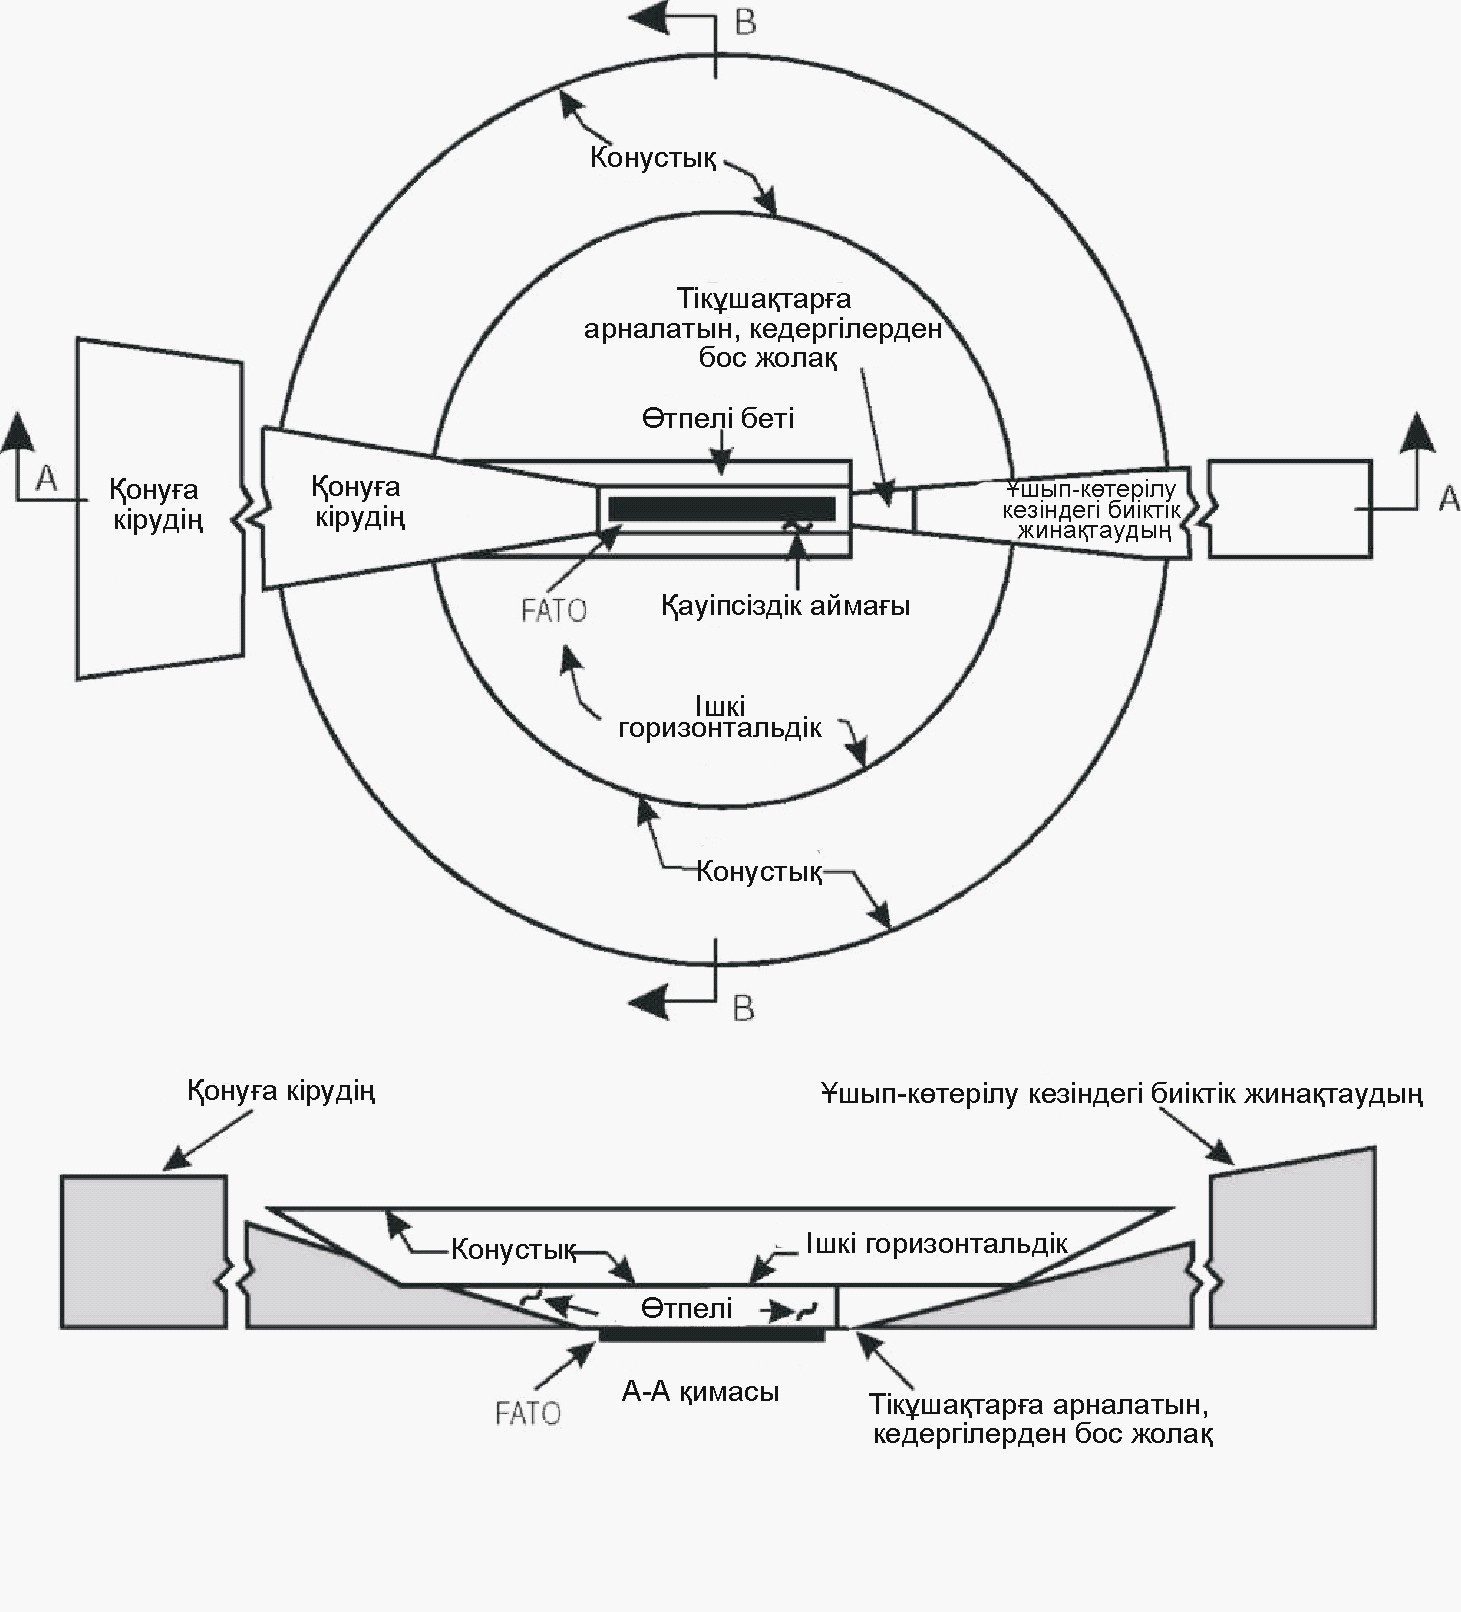 B
Конустық
Тікұшақтарға
арналатын, кедергілерден
бос жолақ
Өтпелі беті
A
Қонуға
кірудің
Қонуға
кірудің
Ұшып-көтерілу
кезіндегі биіктік
жинақтаудың
A
FATO
Қауіпсіздік аймағы
Ішкі
горизонтальдік
Конустық
B
Қонуға кірудің
Ұшып-көтерілу кезіндегі биіктік жинақтаудың
Конустық
Ішкі горизонтальдік
Өтпелі
FATO
А-А қимасы
Тікұшақтарға арналатын,
кедергілерден бос жолақ